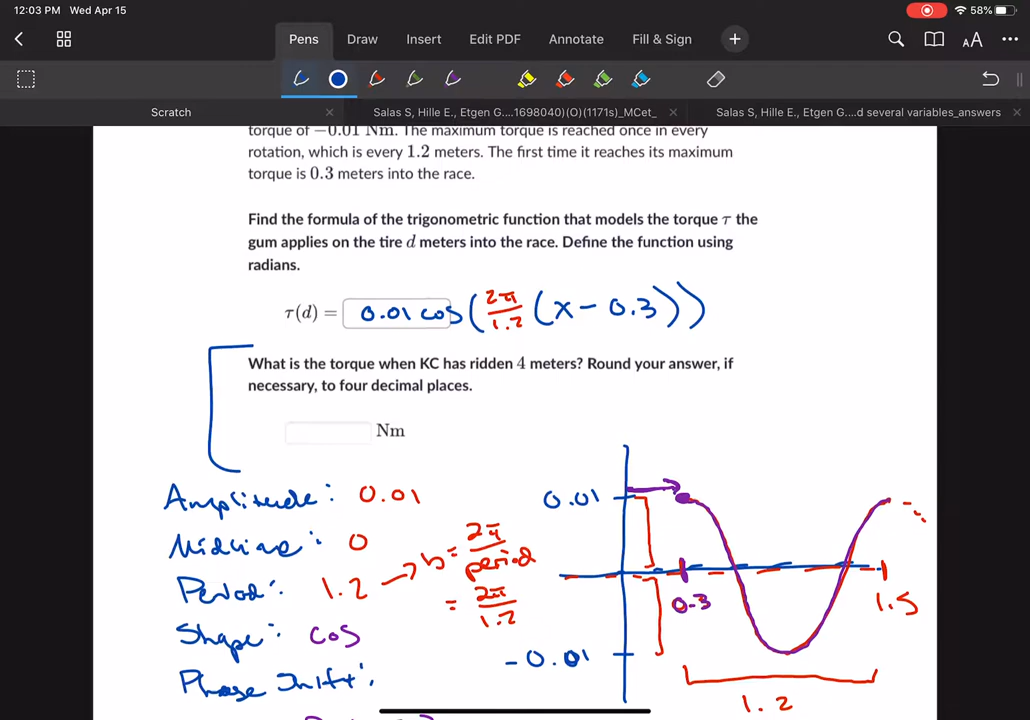 12:03 PM Wed Apr 15
58%
Pens Draw Insert Edit PDF Annotate Fill & Sign
AA
Scratch
Salas S, Hille E., Etgen G....1698040)(O)(1171s)_MCet_
Salas S, Hille E., Etgen G....d several variables_answers
torque of −0.01 Nm. The maximum torque is reached once in every
rotation, which is every 1.2 meters. The first time it reaches its maximum
torque is 0.3 meters into the race.
Find the formula of the trigonometric function that models the torque τ the
gum applies on the tire d meters into the race. Define the function using
radians.
τ(d) = 0.01 cos(2π/1.2 (x − 0.3))
What is the torque when KC has ridden 4 meters? Round your answer, if
necessary, to four decimal places.
Nm
Amplitude: 0.01
Midline: 0
Period: 1.2 → b = 2π/period
= 2π/1.2
Shape: cos
Phase Shift:
0.01
0.3
1.5
−0.01
1.2